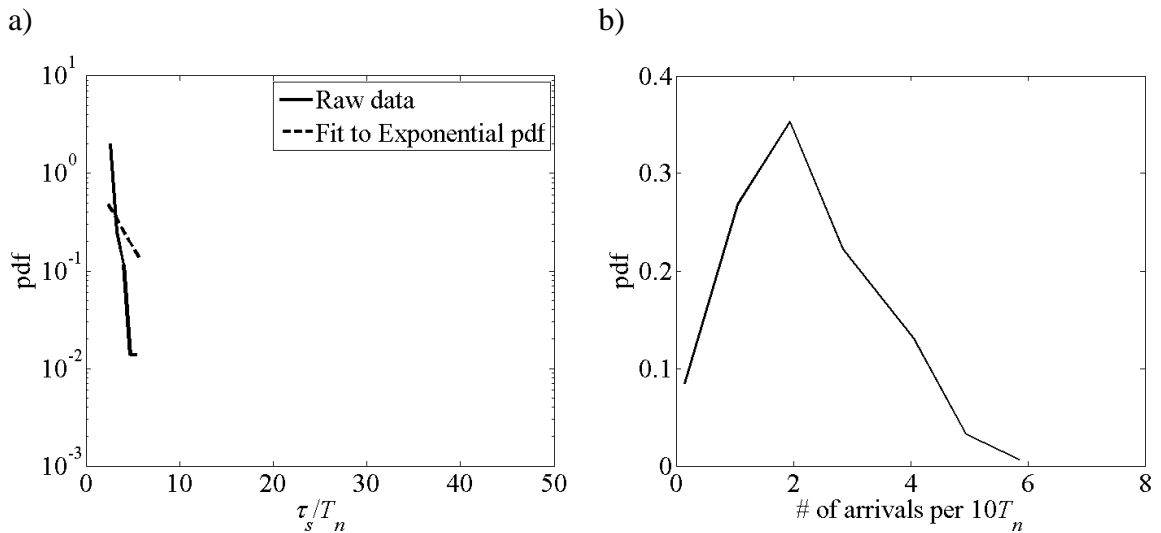 a)
10^1
10^0
10^-1
10^-2
10^-3
pdf
Raw data
Fit to Exponential pdf
0 10 20 30 40 50
τ_s/T_n
b)
0.4
0.3
0.2
0.1
0
pdf
0 2 4 6 8
# of arrivals per 10T_n